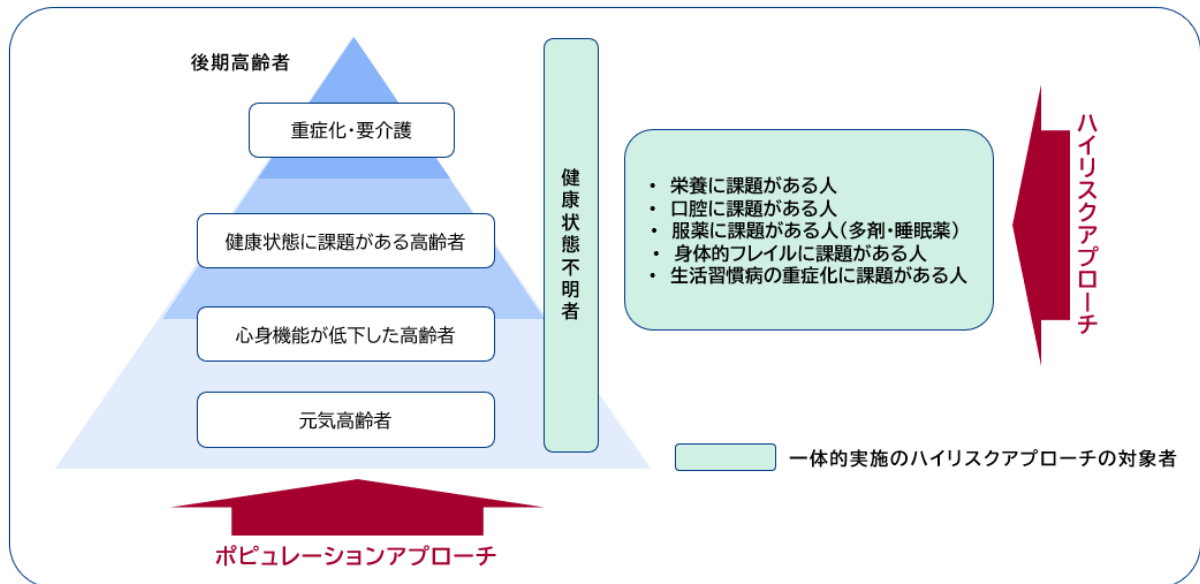 後期高齢者
重症化・要介護
健康状態に課題がある高齢者
心身機能が低下した高齢者
元気高齢者
健康状態不明者
・ 栄養に課題がある人
・ 口腔に課題がある人
・ 服薬に課題がある人(多剤・睡眠薬)
・ 身体的フレイルに課題がある人
・ 生活習慣病の重症化に課題がある人
ハイリスクアプローチ
一体的実施のハイリスクアプローチの対象者
ポピュレーションアプローチ